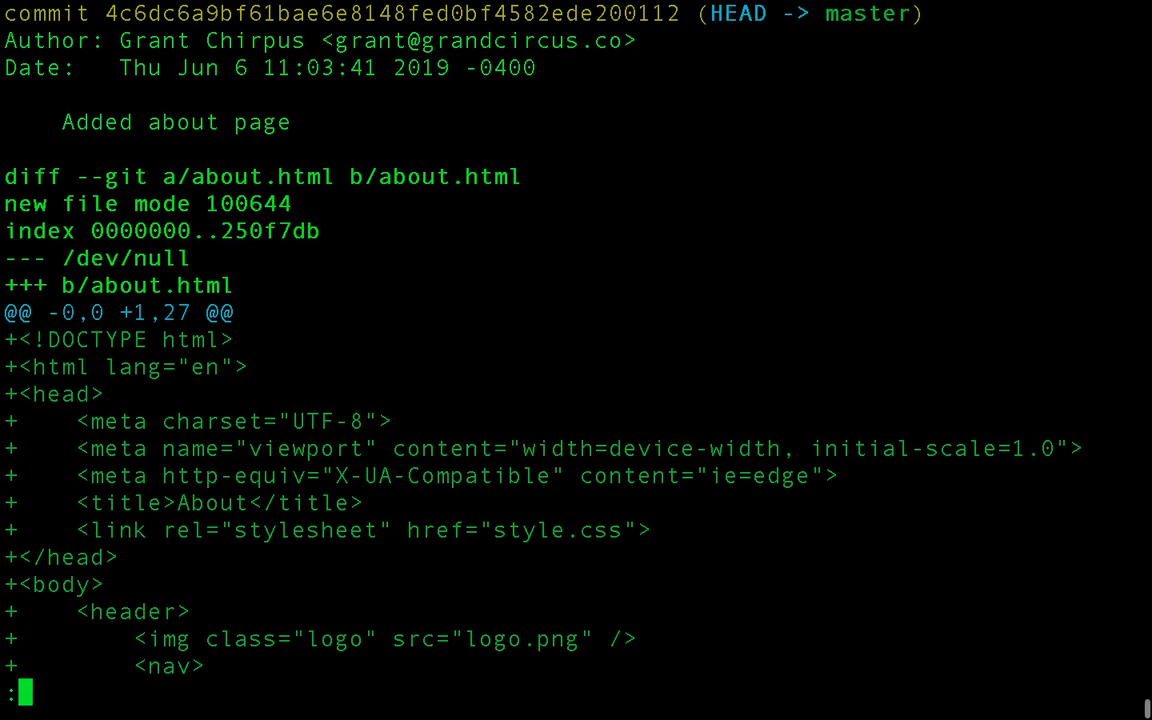 commit 4c6dc6a9bf61bae6e8148fed0bf4582ede200112 (HEAD -> master)
Author: Grant Chirpus <grant@grandcircus.co>
Date:   Thu Jun 6 11:03:41 2019 -0400

    Added about page

diff --git a/about.html b/about.html
new file mode 100644
index 0000000..250f7db
--- /dev/null
+++ b/about.html
@@ -0,0 +1,27 @@
+<!DOCTYPE html>
+<html lang="en">
+<head>
+    <meta charset="UTF-8">
+    <meta name="viewport" content="width=device-width, initial-scale=1.0">
+    <meta http-equiv="X-UA-Compatible" content="ie=edge">
+    <title>About</title>
+    <link rel="stylesheet" href="style.css">
+</head>
+<body>
+    <header>
+        <img class="logo" src="logo.png" />
+        <nav>
: